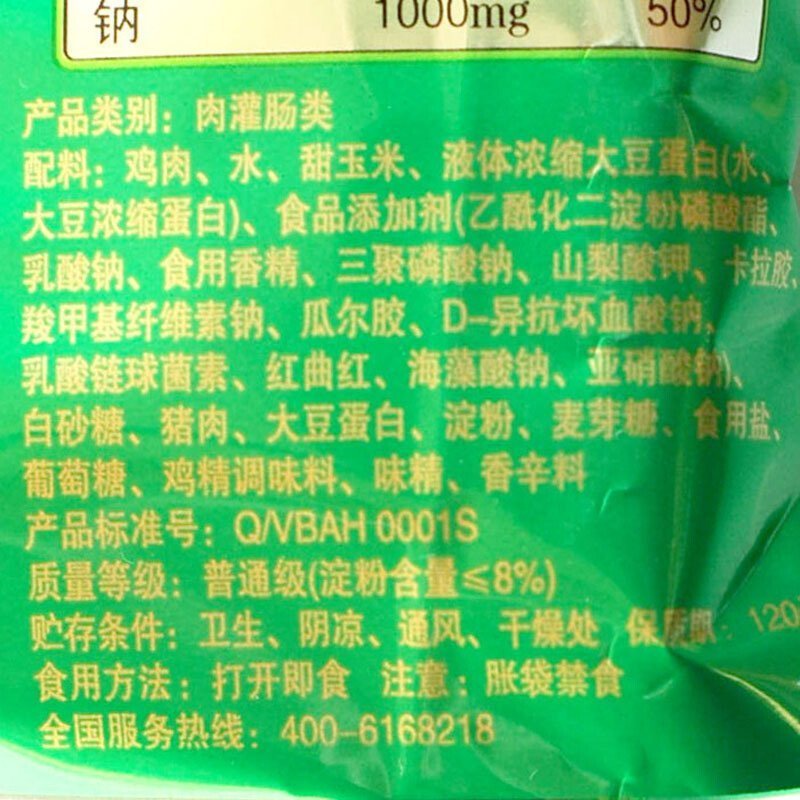 钠 1000mg 50%
产品类别：肉灌肠类
配料：鸡肉、水、甜玉米、液体浓缩大豆蛋白(水、
大豆浓缩蛋白)、食品添加剂(乙酰化二淀粉磷酸酯、
乳酸钠、食用香精、三聚磷酸钠、山梨酸钾、卡拉胶、
羧甲基纤维素钠、瓜尔胶、D-异抗坏血酸钠、
乳酸链球菌素、红曲红、海藻酸钠、亚硝酸钠)、
白砂糖、猪肉、大豆蛋白、淀粉、麦芽糖、食用盐、
葡萄糖、鸡精调味料、味精、香辛料
产品标准号：Q/VBAH 0001S
质量等级：普通级(淀粉含量≤8%)
贮存条件：卫生、阴凉、通风、干燥处 保质期：120
食用方法：打开即食 注意：胀袋禁食
全国服务热线：400-6168218